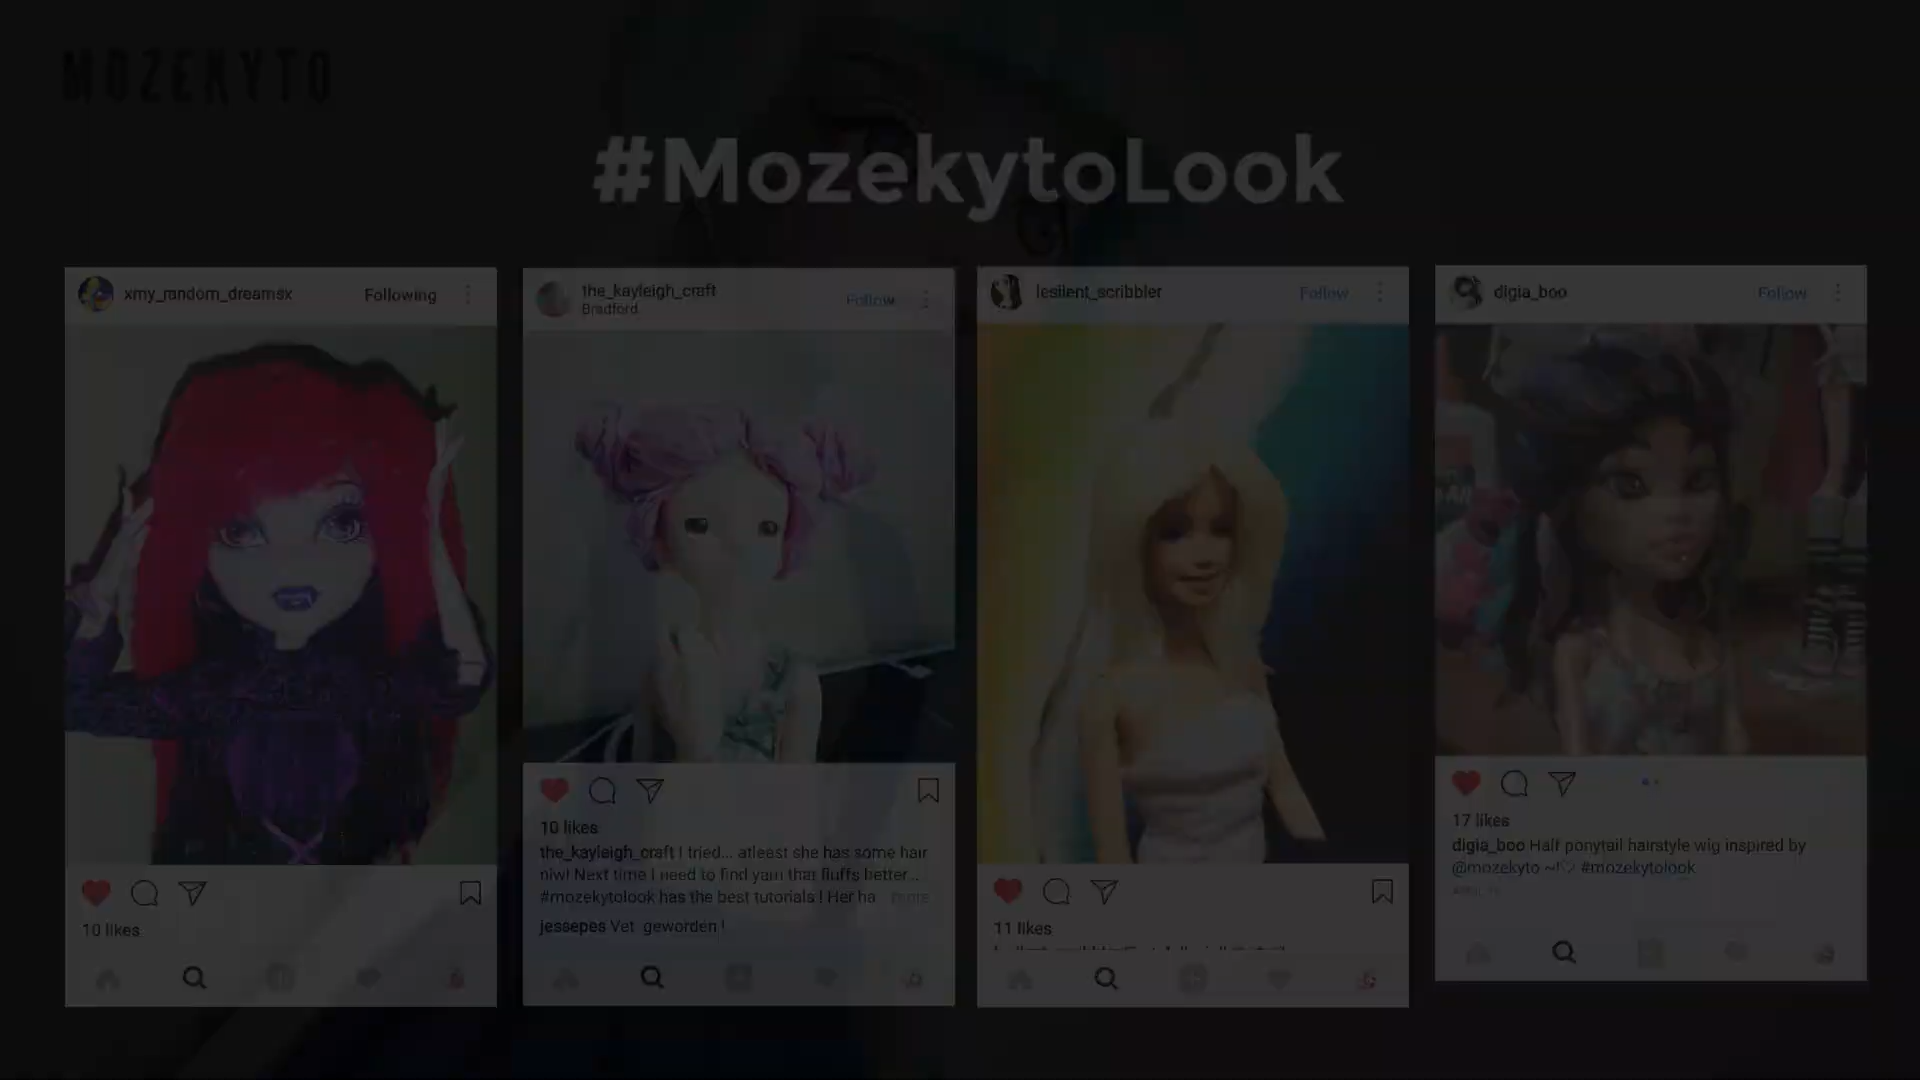 MOZEKYTO
#MozekytoLook
xmy_random_dreamsx
Following
10 likes
the_kayleigh_craft
Bradford
Follow
10 likes
the_kayleigh_craft I tried... atleast she has some hair
niw! Next time I need to find yarn that fluffs better...
#mozekytolook has the best tutorials ! Her ha more
jessepes Vet geworden !
lesilent_scribbler
Follow
11 likes
digia_boo
Follow
17 likes
digia_boo Half ponytail hairstyle wig inspired by
@mozekyto ~!♡ #mozekytolook